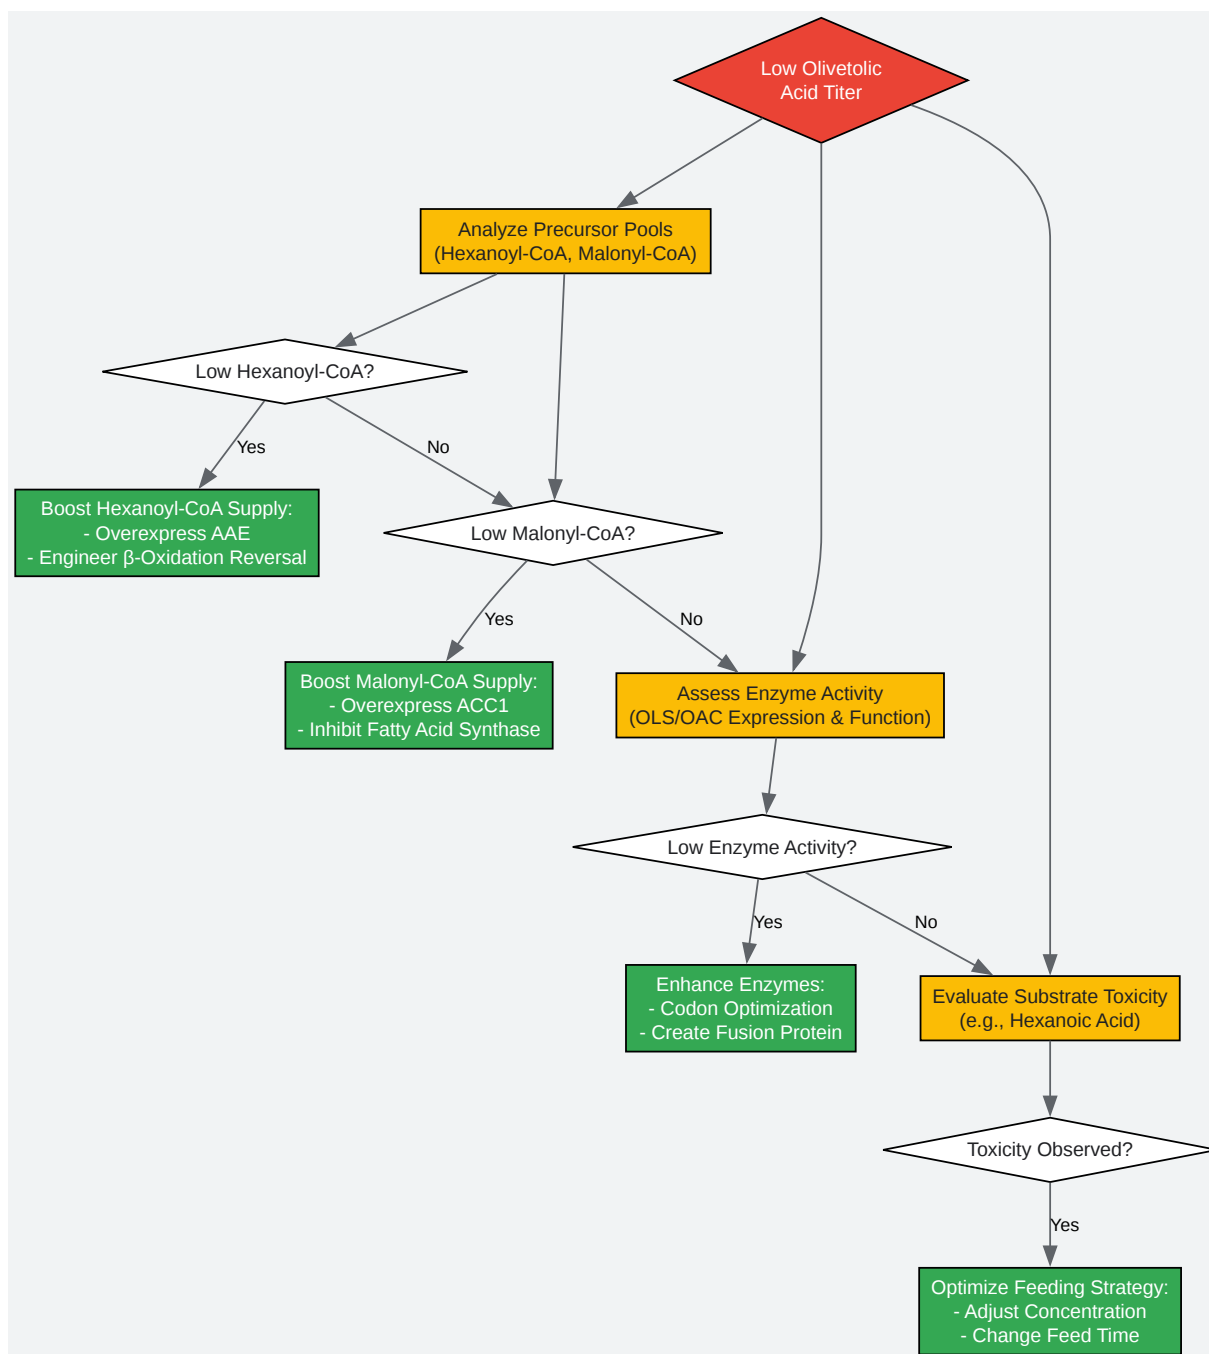 Low Olivetolic
Acid Titer
Analyze Precursor Pools
(Hexanoyl-CoA, Malonyl-CoA)
Low Hexanoyl-CoA?
Yes
No
Boost Hexanoyl-CoA Supply:
- Overexpress AAE
- Engineer β-Oxidation Reversal
Low Malonyl-CoA?
Yes
No
Boost Malonyl-CoA Supply:
- Overexpress ACC1
- Inhibit Fatty Acid Synthase
Assess Enzyme Activity
(OLS/OAC Expression & Function)
Low Enzyme Activity?
Yes
No
Enhance Enzymes:
- Codon Optimization
- Create Fusion Protein
Evaluate Substrate Toxicity
(e.g., Hexanoic Acid)
Toxicity Observed?
Yes
Optimize Feeding Strategy:
- Adjust Concentration
- Change Feed Time